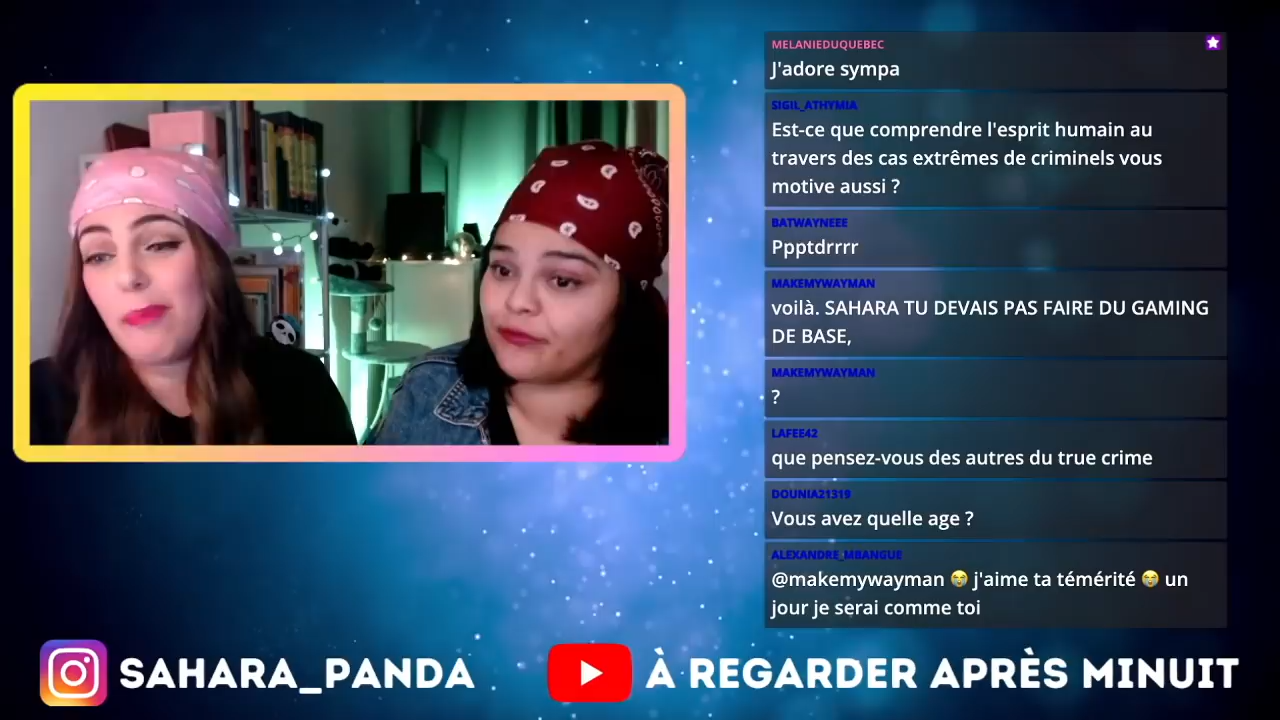 MELANIEDUQUEBEC
J'adore sympa
SIGIL_ATHYMIA
Est-ce que comprendre l'esprit humain au
travers des cas extrêmes de criminels vous
motive aussi ?
BATWAYNEEE
Ppptdrrrr
MAKEMYWAYMAN
voilà. SAHARA TU DEVAIS PAS FAIRE DU GAMING
DE BASE,
MAKEMYWAYMAN
?
LAFEE42
que pensez-vous des autres du true crime
DOUNIA21319
Vous avez quelle age ?
ALEXANDRE_MBANGUE
@makemywayman 😭 j'aime ta témérité 😭 un
jour je serai comme toi
SAHARA_PANDA
À REGARDER APRÈS MINUIT